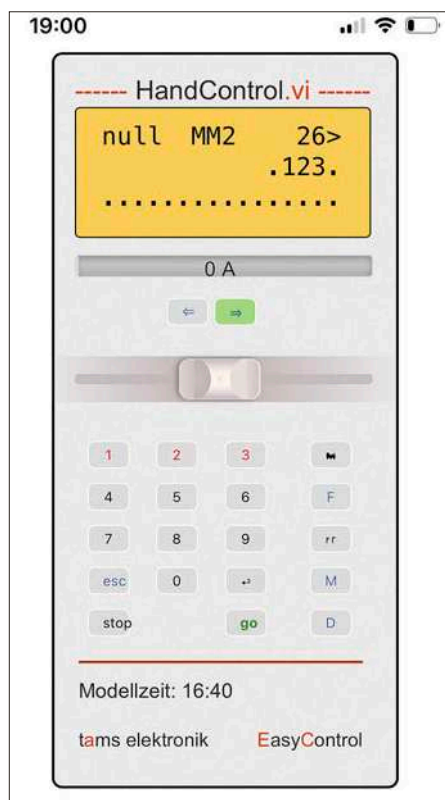 19:00
------ HandControl.vi ------
null MM2 26>
.123.
................
0 A
⇐ ⇒
1 2 3
4 5 6 F
7 8 9 rr
esc 0 ↵ M
stop go D
Modellzeit: 16:40
tams elektronik EasyControl